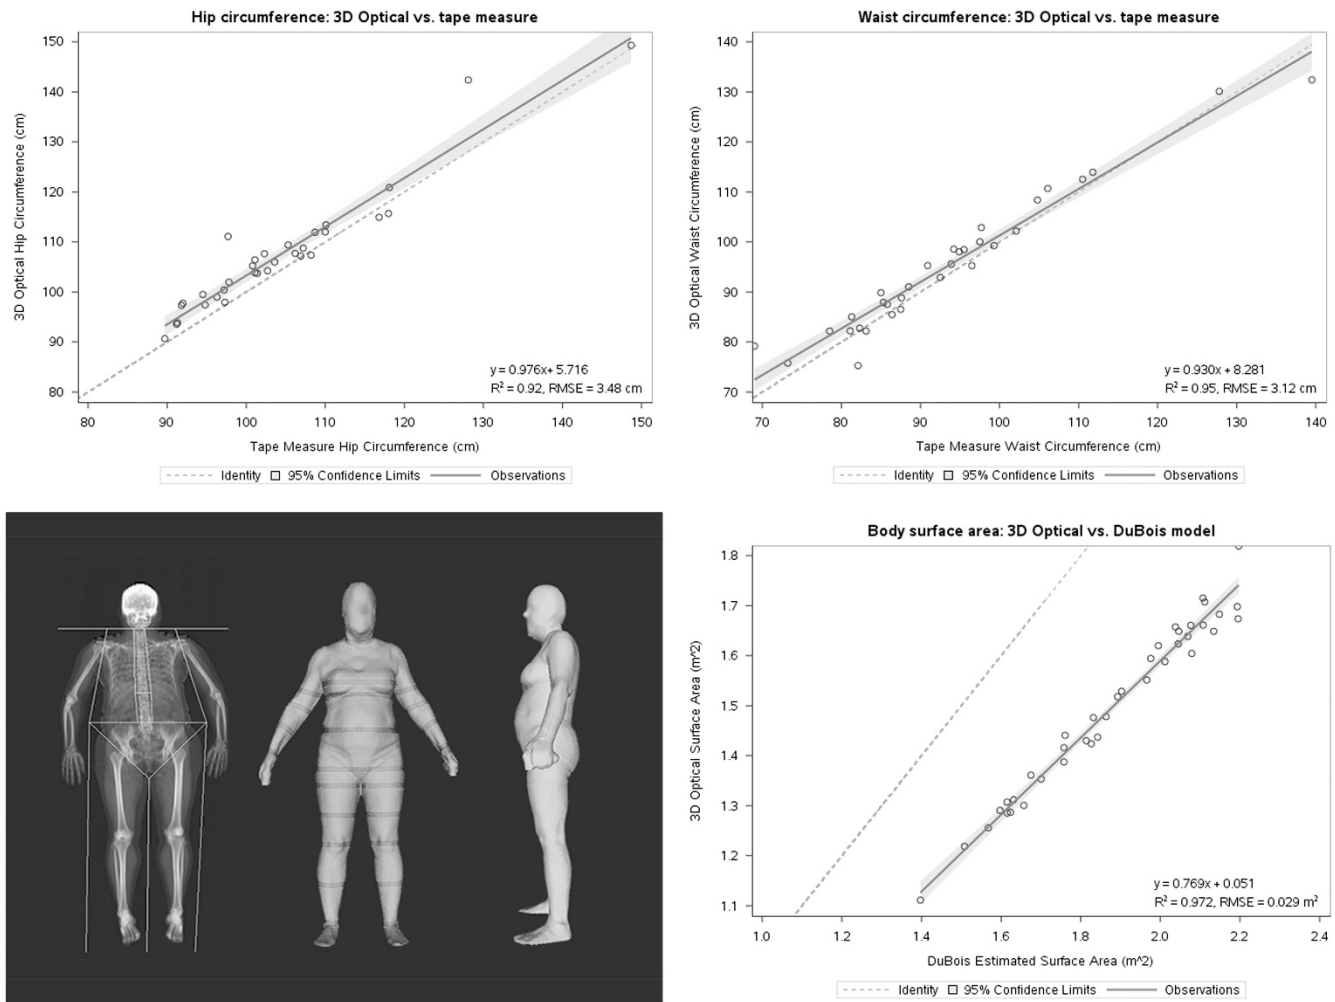 Hip circumference: 3D Optical vs. tape measure
150
140
130
120
110
100
90
80
3D Optical Hip Circumference (cm)
y = 0.976x+ 5.716
R² = 0.92, RMSE = 3.48 cm
80 90 100 110 120 130 140 150
Tape Measure Hip Circumference (cm)
Identity 95% Confidence Limits Observations
Waist circumference: 3D Optical vs. tape measure
140
130
120
110
100
90
80
70
3D Optical Waist Circumference (cm)
y = 0.930x + 8.281
R² = 0.95, RMSE = 3.12 cm
70 80 90 100 110 120 130 140
Tape Measure Waist Circumference (cm)
Identity 95% Confidence Limits Observations
Body surface area: 3D Optical vs. DuBois model
1.8
1.7
1.6
1.5
1.4
1.3
1.2
1.1
3D Optical Surface Area (m^2)
y = 0.769x + 0.051
R² = 0.972, RMSE = 0.029 m²
1.0 1.2 1.4 1.6 1.8 2.0 2.2 2.4
DuBois Estimated Surface Area (m^2)
Identity 95% Confidence Limits Observations